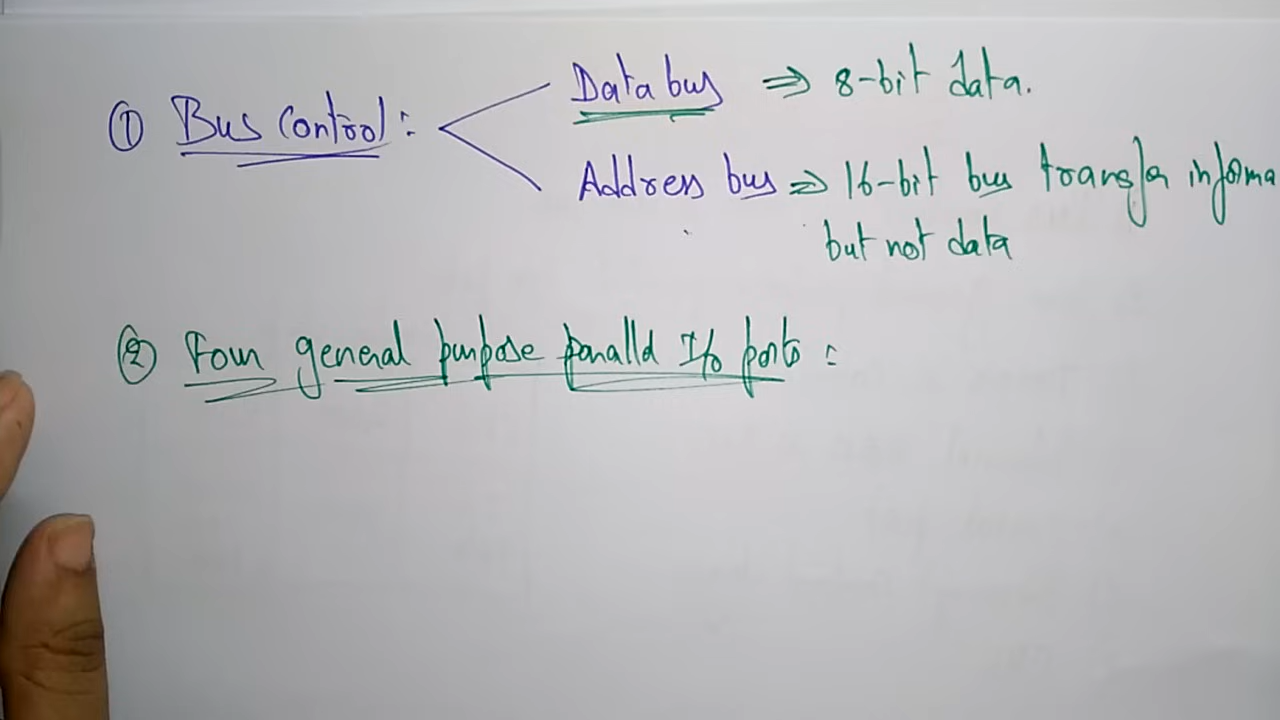 ① Bus Control : Data bus ⇒ 8-bit data.
Address bus ⇒ 16-bit bus transfer informa
but not data
② Four general purpose parallel I/o ports :